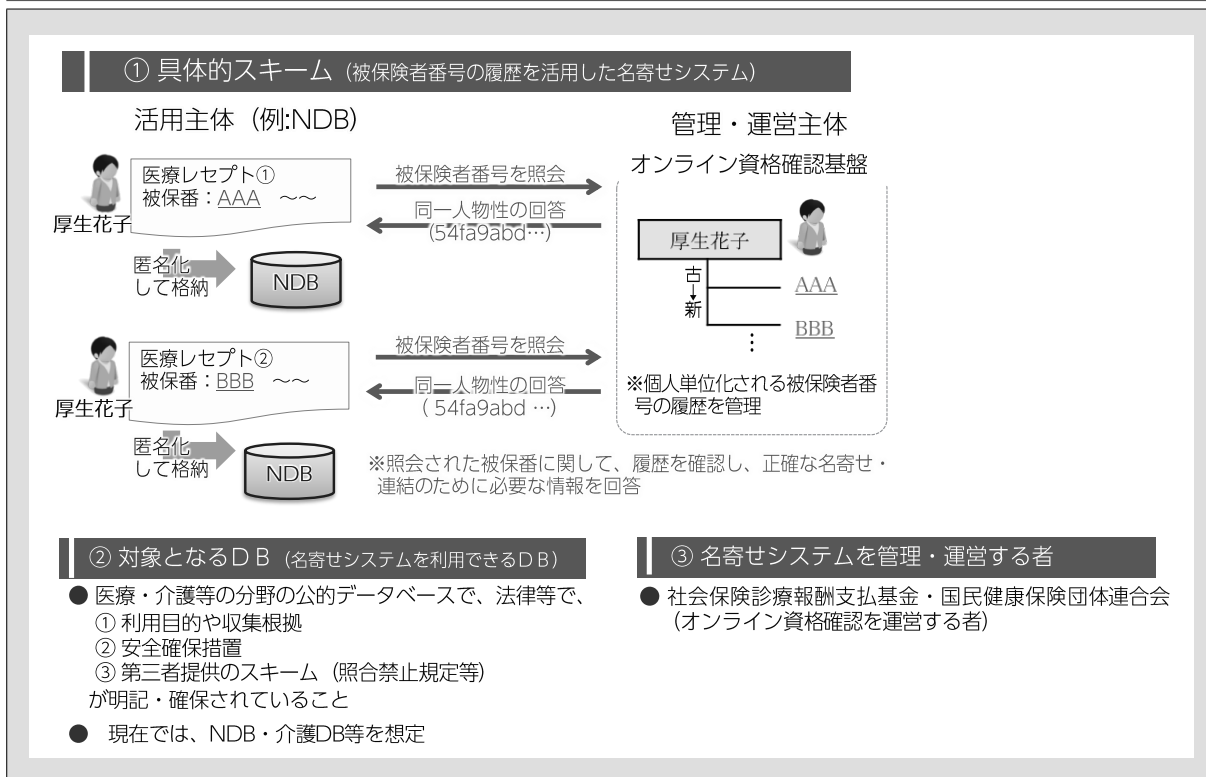 ① 具体的スキーム（被保険者番号の履歴を活用した名寄せシステム）
活用主体（例:NDB）
医療レセプト①
被保番：AAA ～～
厚生花子
匿名化
して格納
NDB
被保険者番号を照会
同一人物性の回答
(54fa9abd…)
医療レセプト②
被保番：BBB ～～
厚生花子
匿名化
して格納
NDB
被保険者番号を照会
同一人物性の回答
( 54fa9abd …)
管理・運営主体
オンライン資格確認基盤
厚生花子
古→新
AAA
BBB
⋮
※個人単位化される被保険者番
号の履歴を管理
※照会された被保番に関して、履歴を確認し、正確な名寄せ・
連結のために必要な情報を回答
② 対象となるＤＢ（名寄せシステムを利用できるＤＢ）
● 医療・介護等の分野の公的データベースで、法律等で、
① 利用目的や収集根拠
② 安全確保措置
③ 第三者提供のスキーム（照合禁止規定等）
が明記・確保されていること
● 現在では、NDB・介護DB等を想定
③ 名寄せシステムを管理・運営する者
● 社会保険診療報酬支払基金・国民健康保険団体連合会
（オンライン資格確認を運営する者）